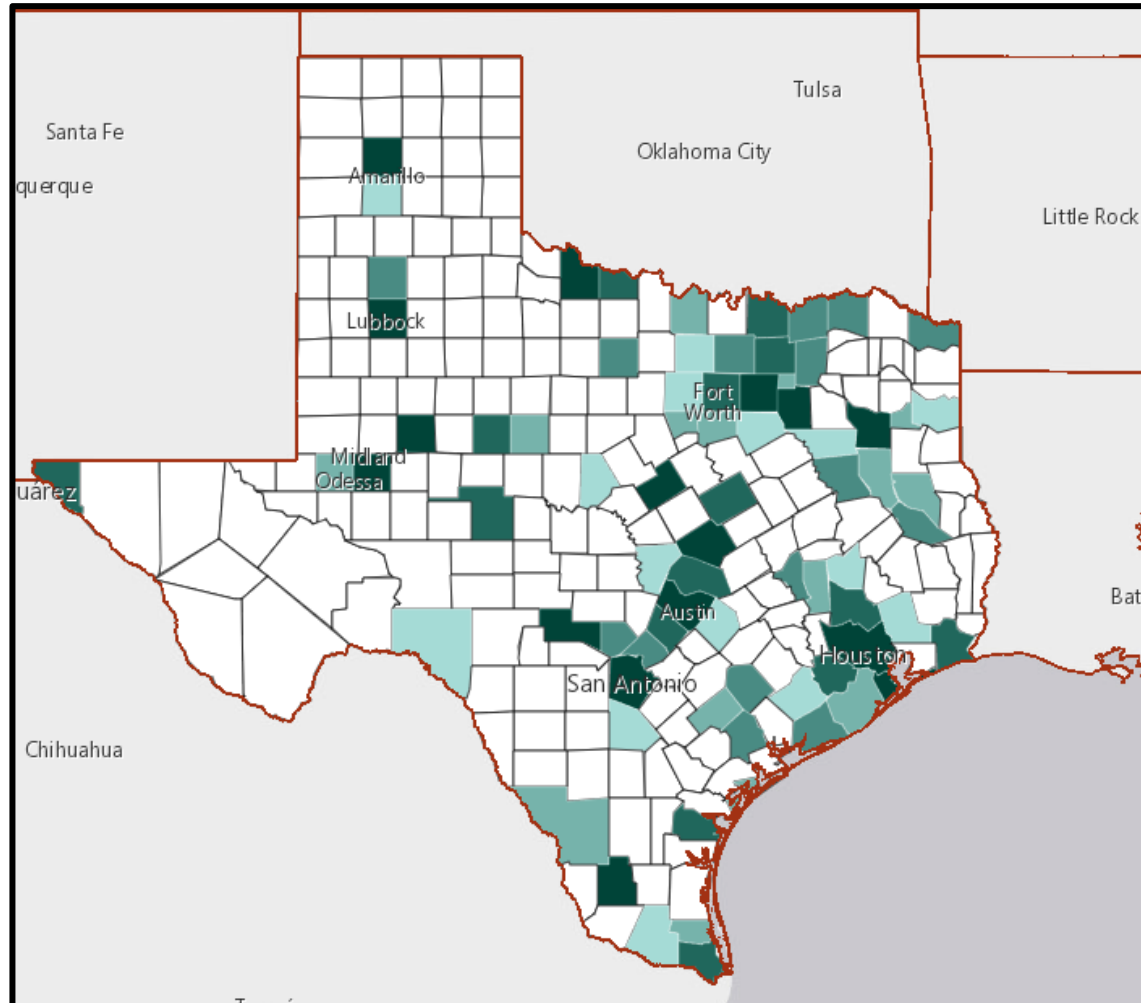 Tulsa
Santa Fe
Oklahoma City
Amarillo
querque
Little Rock
Lubbock
Fort
Worth
Midland
Odessa
uárez
Bat
Austin
Houston
San Antonio
Chihuahua